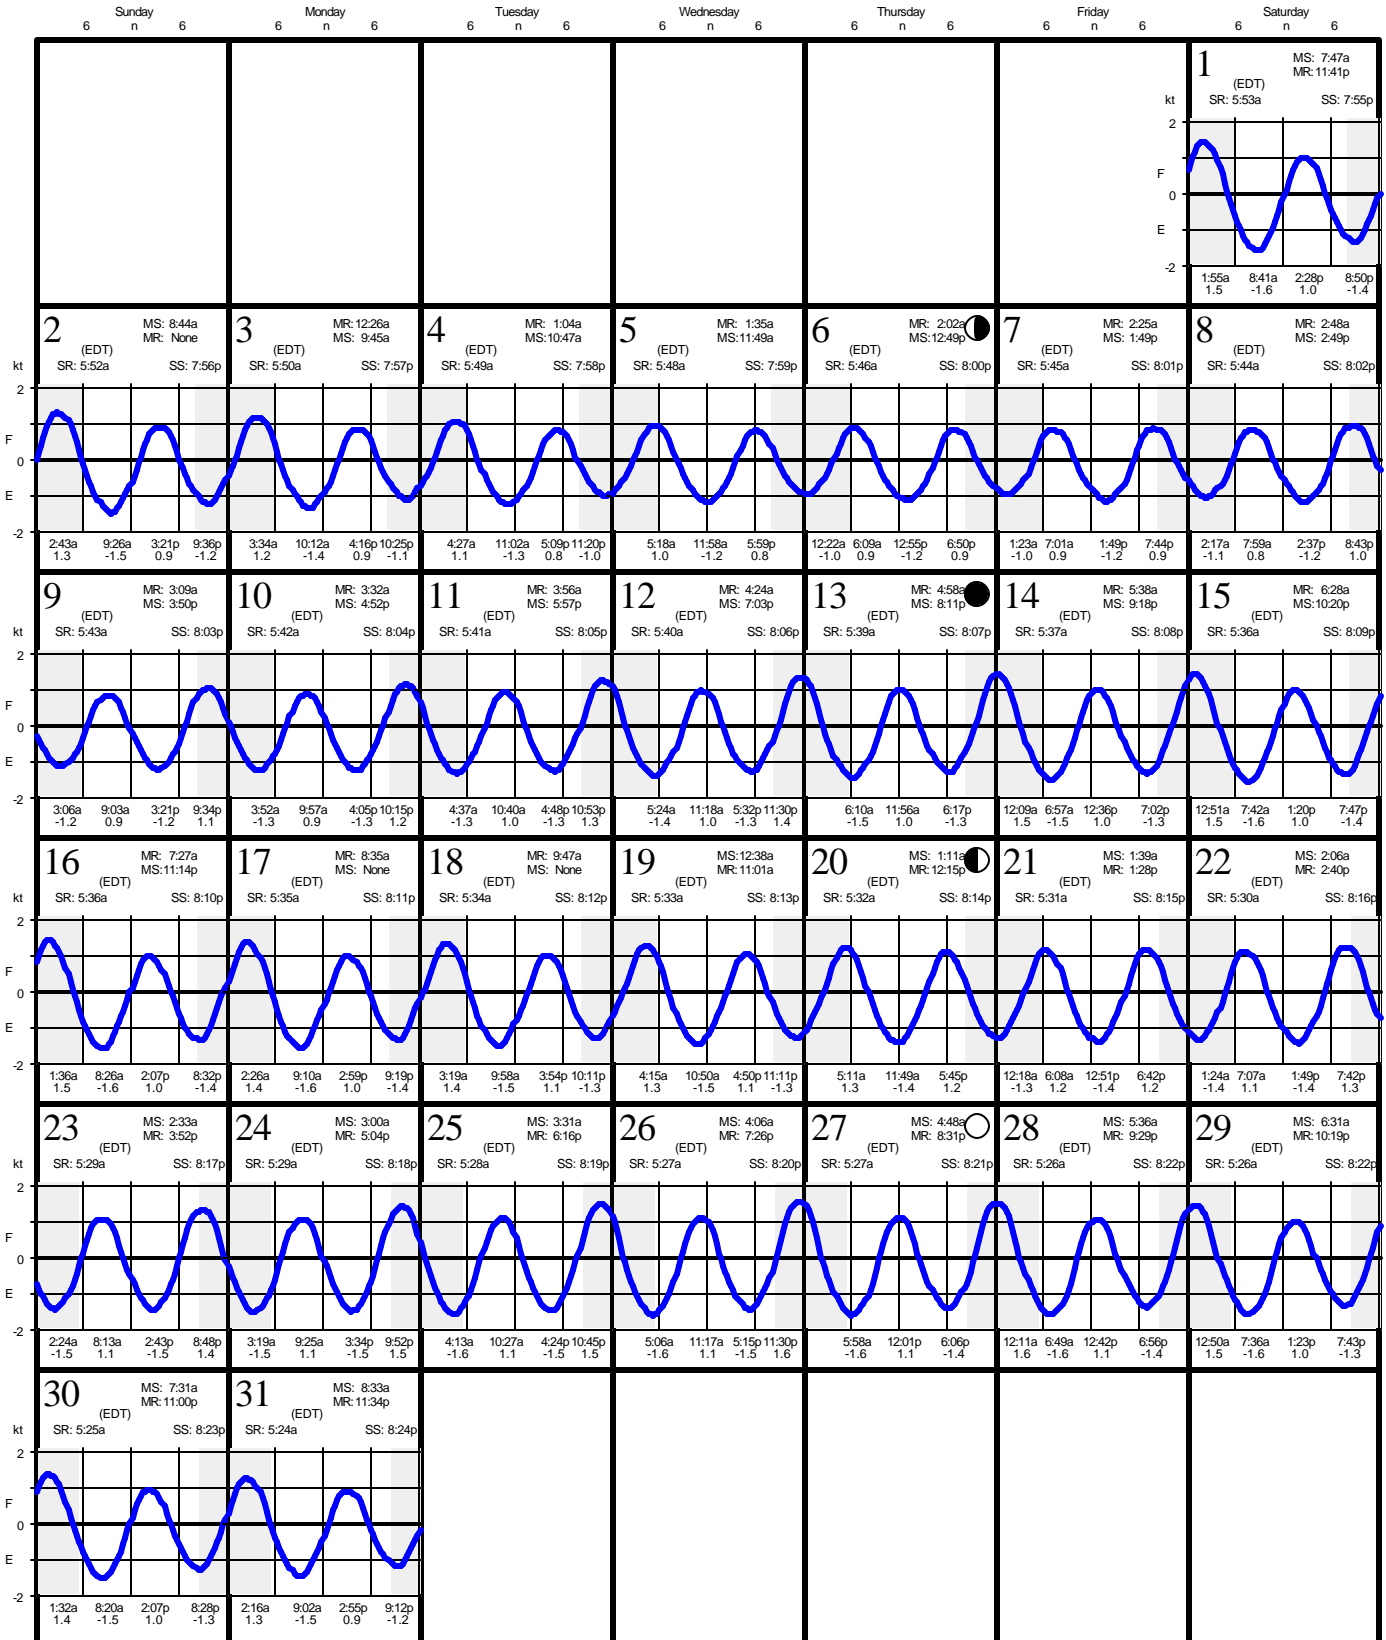 Sunday Monday Tuesday Wednesday Thursday Friday Saturday
6 n 6 6 n 6 6 n 6 6 n 6 6 n 6 6 n 6 6 n 6
1 MS: 7:47a
MR:11:41p
(EDT)
kt SR: 5:53a SS: 7:55p
2
F
0
E
-2
1:55a 8:41a 2:28p 8:50p
1.5 -1.6 1.0 -1.4
2 MS: 8:44a 3 MR:12:26a 4 MR: 1:04a 5 MR: 1:35a 6 MR: 2:02a 7 MR: 2:25a 8 MR: 2:48a
MR: None MS: 9:45a MS:10:47a MS:11:49a MS:12:49p MS: 1:49p MS: 2:49p
(EDT) (EDT) (EDT) (EDT) (EDT) (EDT) (EDT)
kt SR: 5:52a SS: 7:56p SR: 5:50a SS: 7:57p SR: 5:49a SS: 7:58p SR: 5:48a SS: 7:59p SR: 5:46a SS: 8:00p SR: 5:45a SS: 8:01p SR: 5:44a SS: 8:02p
2
F
0
E
-2
2:43a 9:26a 3:21p 9:36p 3:34a 10:12a 4:16p 10:25p 4:27a 11:02a 5:09p 11:20p 5:18a 11:58a 5:59p 12:22a 6:09a 12:55p 6:50p 1:23a 7:01a 1:49p 7:44p 2:17a 7:59a 2:37p 8:43p
1.3 -1.5 0.9 -1.2 1.2 -1.4 0.9 -1.1 1.1 -1.3 0.8 -1.0 1.0 -1.2 0.8 -1.0 0.9 -1.2 0.9 -1.0 0.9 -1.2 0.9 -1.1 0.8 -1.2 1.0
9 MR: 3:09a 10 MR: 3:32a 11 MR: 3:56a 12 MR: 4:24a 13 MR: 4:58a 14 MR: 5:38a 15 MR: 6:28a
MS: 3:50p MS: 4:52p MS: 5:57p MS: 7:03p MS: 8:11p MS: 9:18p MS:10:20p
(EDT) (EDT) (EDT) (EDT) (EDT) (EDT) (EDT)
kt SR: 5:43a SS: 8:03p SR: 5:42a SS: 8:04p SR: 5:41a SS: 8:05p SR: 5:40a SS: 8:06p SR: 5:39a SS: 8:07p SR: 5:37a SS: 8:08p SR: 5:36a SS: 8:09p
2
F
0
E
-2
3:06a 9:03a 3:21p 9:34p 3:52a 9:57a 4:05p 10:15p 4:37a 10:40a 4:48p 10:53p 5:24a 11:18a 5:32p 11:30p 6:10a 11:56a 6:17p 12:09a 6:57a 12:36p 7:02p 12:51a 7:42a 1:20p 7:47p
-1.2 0.9 -1.2 1.1 -1.3 0.9 -1.3 1.2 -1.3 1.0 -1.3 1.3 -1.4 1.0 -1.3 1.4 -1.5 1.0 -1.3 1.5 -1.5 1.0 -1.3 1.5 -1.6 1.0 -1.4
16 MR: 7:27a 17 MR: 8:35a 18 MR: 9:47a 19 MS:12:38a 20 MS: 1:11a 21 MS: 1:39a 22 MS: 2:06a
MS:11:14p MS: None MS: None MR:11:01a MR:12:15p MR: 1:28p MR: 2:40p
(EDT) (EDT) (EDT) (EDT) (EDT) (EDT) (EDT)
kt SR: 5:36a SS: 8:10p SR: 5:35a SS: 8:11p SR: 5:34a SS: 8:12p SR: 5:33a SS: 8:13p SR: 5:32a SS: 8:14p SR: 5:31a SS: 8:15p SR: 5:30a SS: 8:16p
2
F
0
E
-2
1:36a 8:26a 2:07p 8:32p 2:26a 9:10a 2:59p 9:19p 3:19a 9:58a 3:54p 10:11p 4:15a 10:50a 4:50p 11:11p 5:11a 11:49a 5:45p 12:18a 6:08a 12:51p 6:42p 1:24a 7:07a 1:49p 7:42p
1.5 -1.6 1.0 -1.4 1.4 -1.6 1.0 -1.4 1.4 -1.5 1.1 -1.3 1.3 -1.5 1.1 -1.3 1.3 -1.4 1.2 -1.3 1.2 -1.4 1.2 -1.4 1.1 -1.4 1.3
23 MS: 2:33a 24 MS: 3:00a 25 MS: 3:31a 26 MS: 4:06a 27 MS: 4:48a 28 MS: 5:36a 29 MS: 6:31a
MR: 3:52p MR: 5:04p MR: 6:16p MR: 7:26p MR: 8:31p MR: 9:29p MR:10:19p
(EDT) (EDT) (EDT) (EDT) (EDT) (EDT) (EDT)
kt SR: 5:29a SS: 8:17p SR: 5:29a SS: 8:18p SR: 5:28a SS: 8:19p SR: 5:27a SS: 8:20p SR: 5:27a SS: 8:21p SR: 5:26a SS: 8:22p SR: 5:26a SS: 8:22p
2
F
0
E
-2
2:24a 8:13a 2:43p 8:48p 3:19a 9:25a 3:34p 9:52p 4:13a 10:27a 4:24p 10:45p 5:06a 11:17a 5:15p 11:30p 5:58a 12:01p 6:06p 12:11a 6:49a 12:42p 6:56p 12:50a 7:36a 1:23p 7:43p
-1.5 1.1 -1.5 1.4 -1.5 1.1 -1.5 1.5 -1.6 1.1 -1.5 1.5 -1.6 1.1 -1.5 1.6 -1.6 1.1 -1.4 1.6 -1.6 1.1 -1.4 1.5 -1.6 1.0 -1.3
30 MS: 7:31a 31 MS: 8:33a
MR:11:00p MR:11:34p
(EDT) (EDT)
kt SR: 5:25a SS: 8:23p SR: 5:24a SS: 8:24p
2
F
0
E
-2
1:32a 8:20a 2:07p 8:28p 2:16a 9:02a 2:55p 9:12p
1.4 -1.5 1.0 -1.3 1.3 -1.5 0.9 -1.2